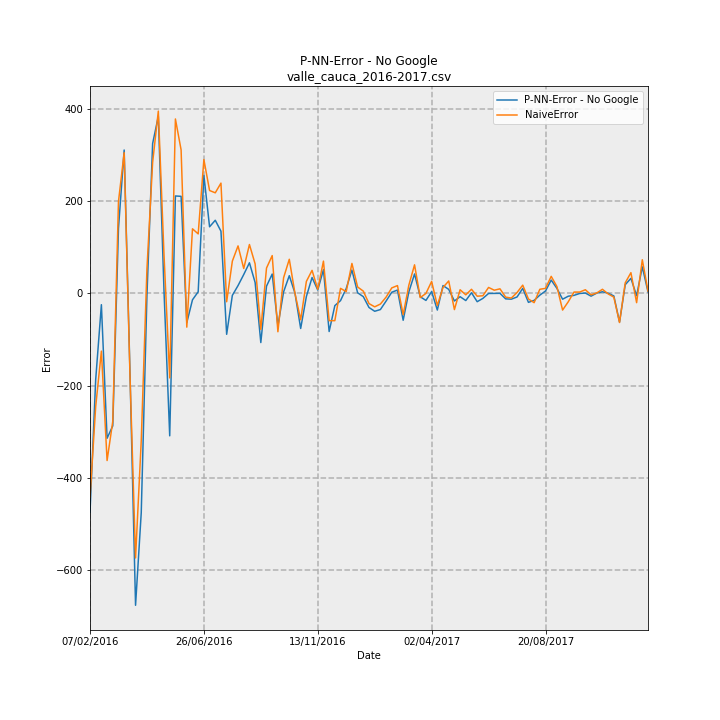 P-NN-Error - No Google
valle_cauca_2016-2017.csv
P-NN-Error - No Google
NaiveError
400
200
0
−200
−400
−600
Error
07/02/2016 26/06/2016 13/11/2016 02/04/2017 20/08/2017
Date